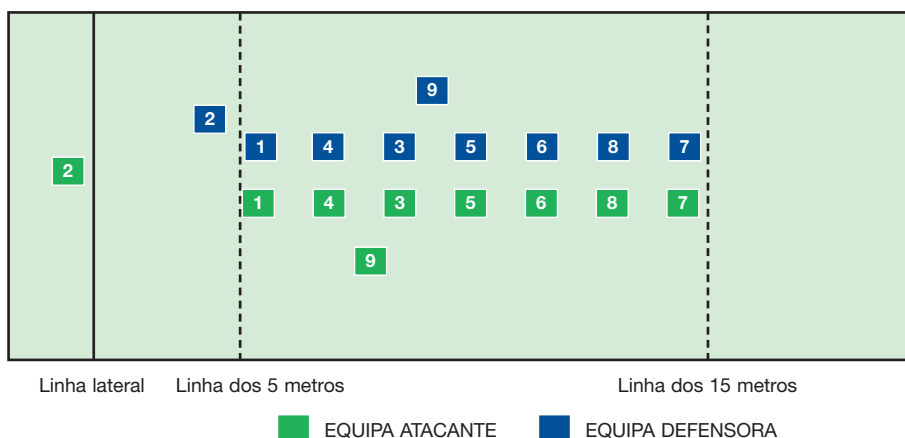 9
2
1 4 3 5 6 8 7
2
1 4 3 5 6 8 7
9
Linha lateral Linha dos 5 metros Linha dos 15 metros
EQUIPA ATACANTE EQUIPA DEFENSORA